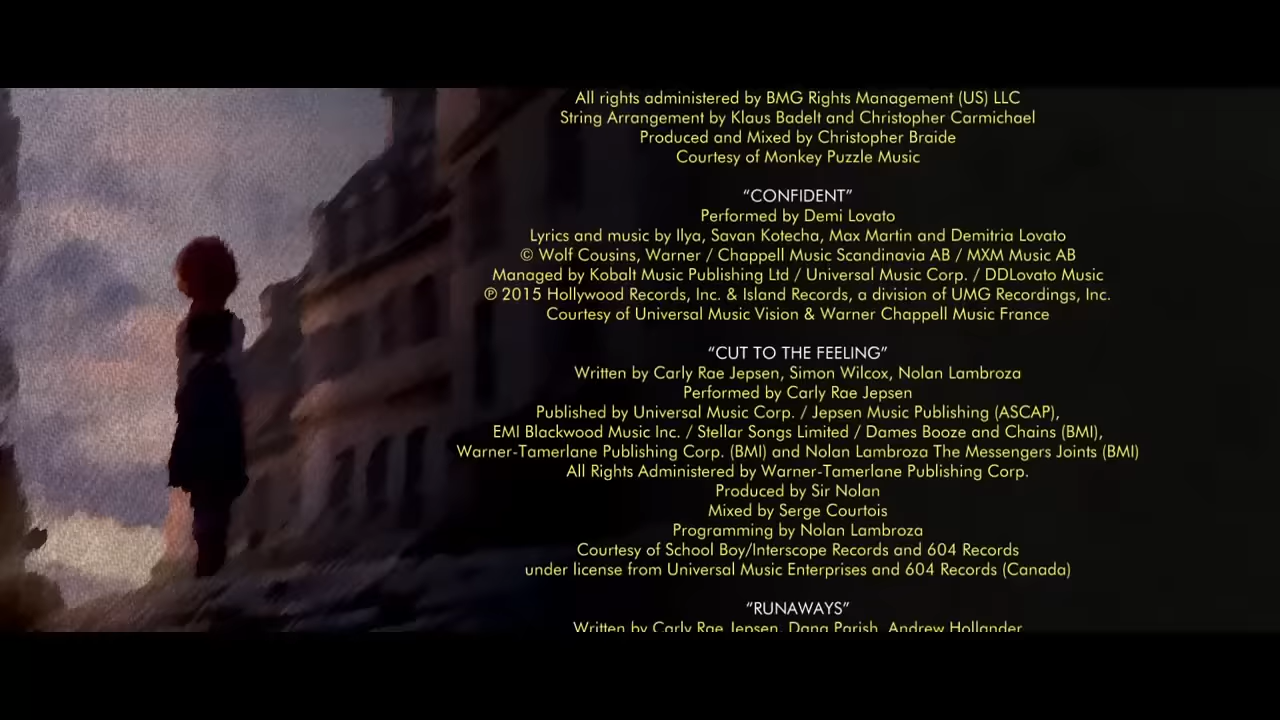 All rights administered by BMG Rights Management (US) LLC
String Arrangement by Klaus Badelt and Christopher Carmichael
Produced and Mixed by Christopher Braide
Courtesy of Monkey Puzzle Music
“CONFIDENT”
Performed by Demi Lovato
Lyrics and music by Ilya, Savan Kotecha, Max Martin and Demitria Lovato
© Wolf Cousins, Warner / Chappell Music Scandinavia AB / MXM Music AB
Managed by Kobalt Music Publishing Ltd / Universal Music Corp. / DDLovato Music
℗ 2015 Hollywood Records, Inc. & Island Records, a division of UMG Recordings, Inc.
Courtesy of Universal Music Vision & Warner Chappell Music France
“CUT TO THE FEELING”
Written by Carly Rae Jepsen, Simon Wilcox, Nolan Lambroza
Performed by Carly Rae Jepsen
Published by Universal Music Corp. / Jepsen Music Publishing (ASCAP),
EMI Blackwood Music Inc. / Stellar Songs Limited / Dames Booze and Chains (BMI),
Warner-Tamerlane Publishing Corp. (BMI) and Nolan Lambroza The Messengers Joints (BMI)
All Rights Administered by Warner-Tamerlane Publishing Corp.
Produced by Sir Nolan
Mixed by Serge Courtois
Programming by Nolan Lambroza
Courtesy of School Boy/Interscope Records and 604 Records
under license from Universal Music Enterprises and 604 Records (Canada)
“RUNAWAYS”
Written by Carly Rae Jepsen, Dana Parish, Andrew Hollander